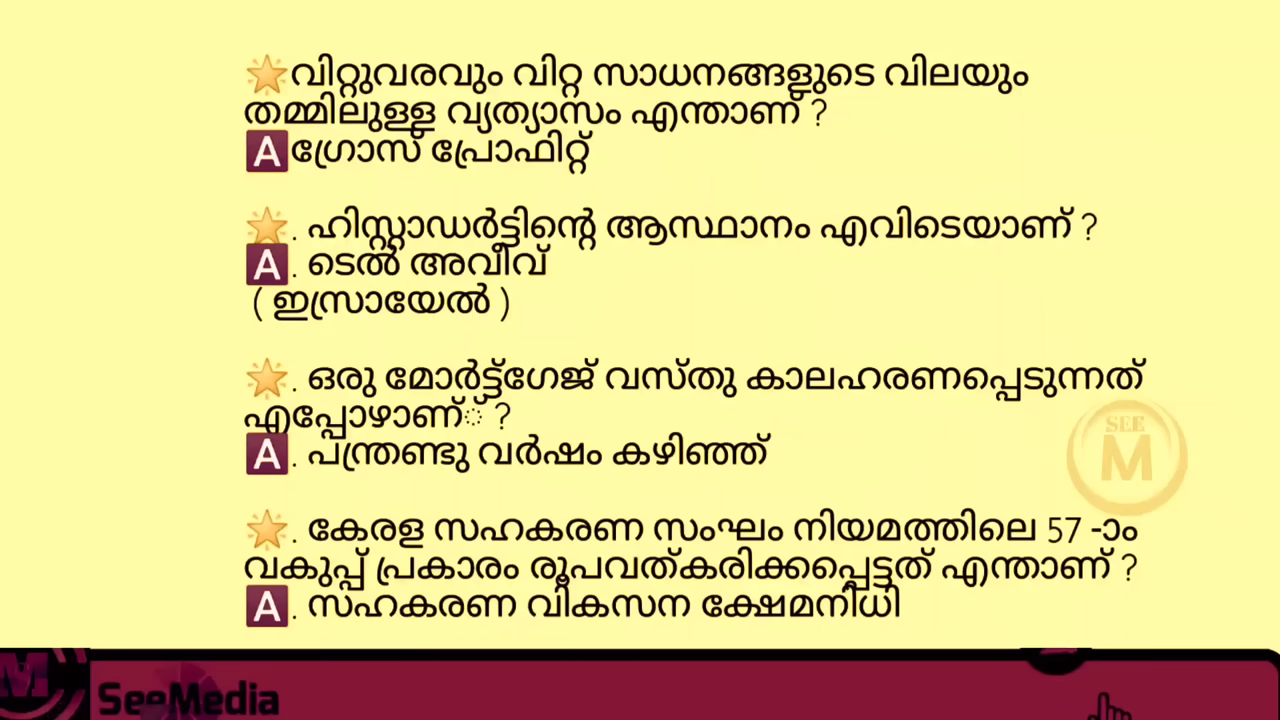 🌟വിറ്റുവരവും വിറ്റ സാധനങ്ങളുടെ വിലയും
തമ്മിലുള്ള വ്യത്യാസം എന്താണ് ?
🅰ഗ്രോസ് പ്രോഫിറ്റ്
🌟. ഹിസ്റ്റാഡർട്ടിന്റെ ആസ്ഥാനം എവിടെയാണ് ?
🅰. ടെൽ അവീവ്
( ഇസ്രായേൽ )
🌟. ഒരു മോർട്ട്ഗേജ് വസ്തു കാലഹരണപ്പെടുന്നത്
എപ്പോഴാണ്് ?
🅰. പന്ത്രണ്ടു വർഷം കഴിഞ്ഞ്
🌟. കേരള സഹകരണ സംഘം നിയമത്തിലെ 57 -ാം
വകുപ്പ് പ്രകാരം രൂപവത്കരിക്കപ്പെട്ടത് എന്താണ് ?
🅰. സഹകരണ വികസന ക്ഷേമനിധി
SEE
M
M
SeeMedia